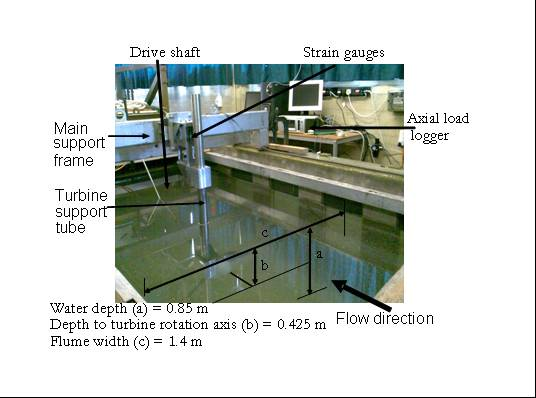 Drive shaft
Strain gauges
Axial load
logger
Main
support
frame
Turbine
support
tube
c
a
b
Water depth (a) = 0.85 m
Depth to turbine rotation axis (b) = 0.425 m
Flow direction
Flume width (c) = 1.4 m